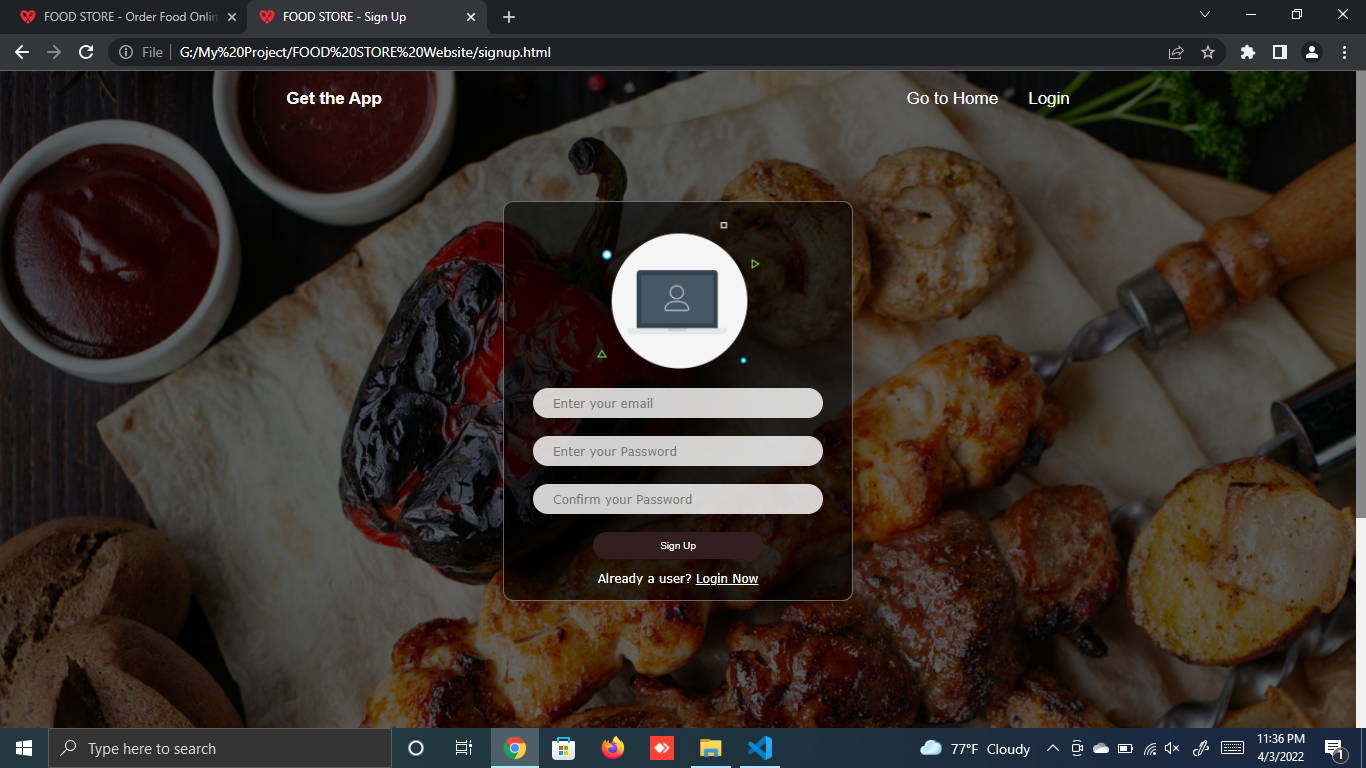 FOOD STORE - Order Food Onlin
FOOD STORE - Sign Up
File
G:/My%20Project/FOOD%20STORE%20Website/signup.html
Get the App
Go to Home
Login
Enter your email
Enter your Password
Confirm your Password
Sign Up
Already a user? Login Now
Type here to search
77°F Cloudy
11:36 PM
4/3/2022
1